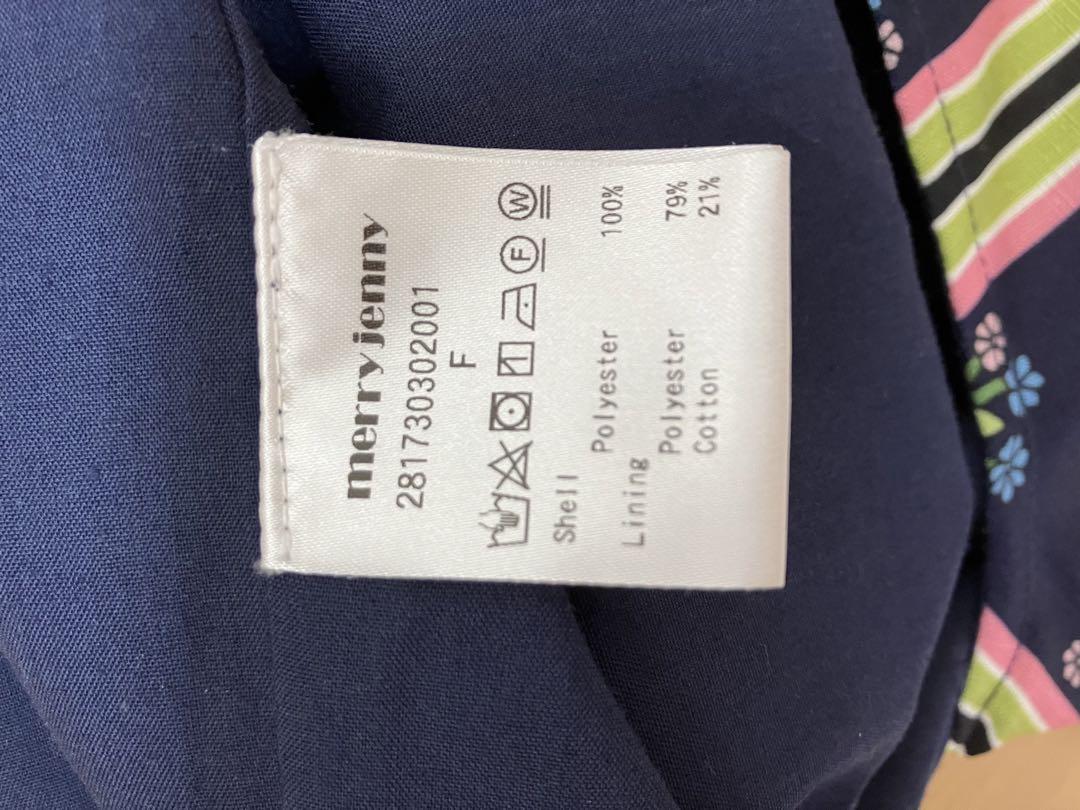 merry jenny
281730302001
F
F W
Shell
Polyester 100%
Lining
Polyester 79%
Cotton 21%